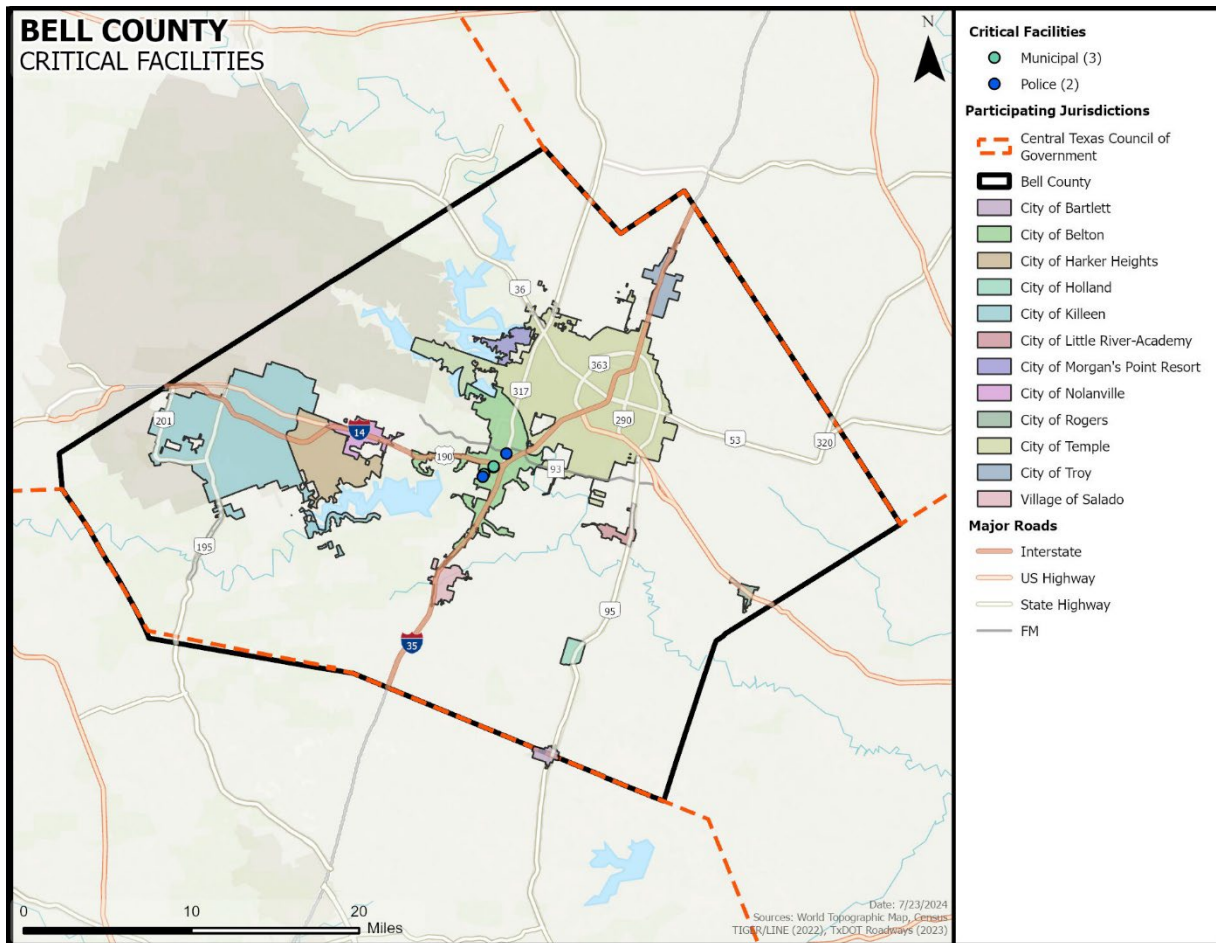 BELL COUNTY
CRITICAL FACILITIES
N
36
363
317
290
53
320
201
14
190
93
195
95
35
0 10 20
Miles
Date: 7/23/2024
Sources: World Topographic Map, Census
TIGER/LINE (2022), TxDOT Roadways (2023)
Critical Facilities
Municipal (3)
Police (2)
Participating Jurisdictions
Central Texas Council of
Government
Bell County
City of Bartlett
City of Belton
City of Harker Heights
City of Holland
City of Killeen
City of Little River-Academy
City of Morgan's Point Resort
City of Nolanville
City of Rogers
City of Temple
City of Troy
Village of Salado
Major Roads
Interstate
US Highway
State Highway
FM